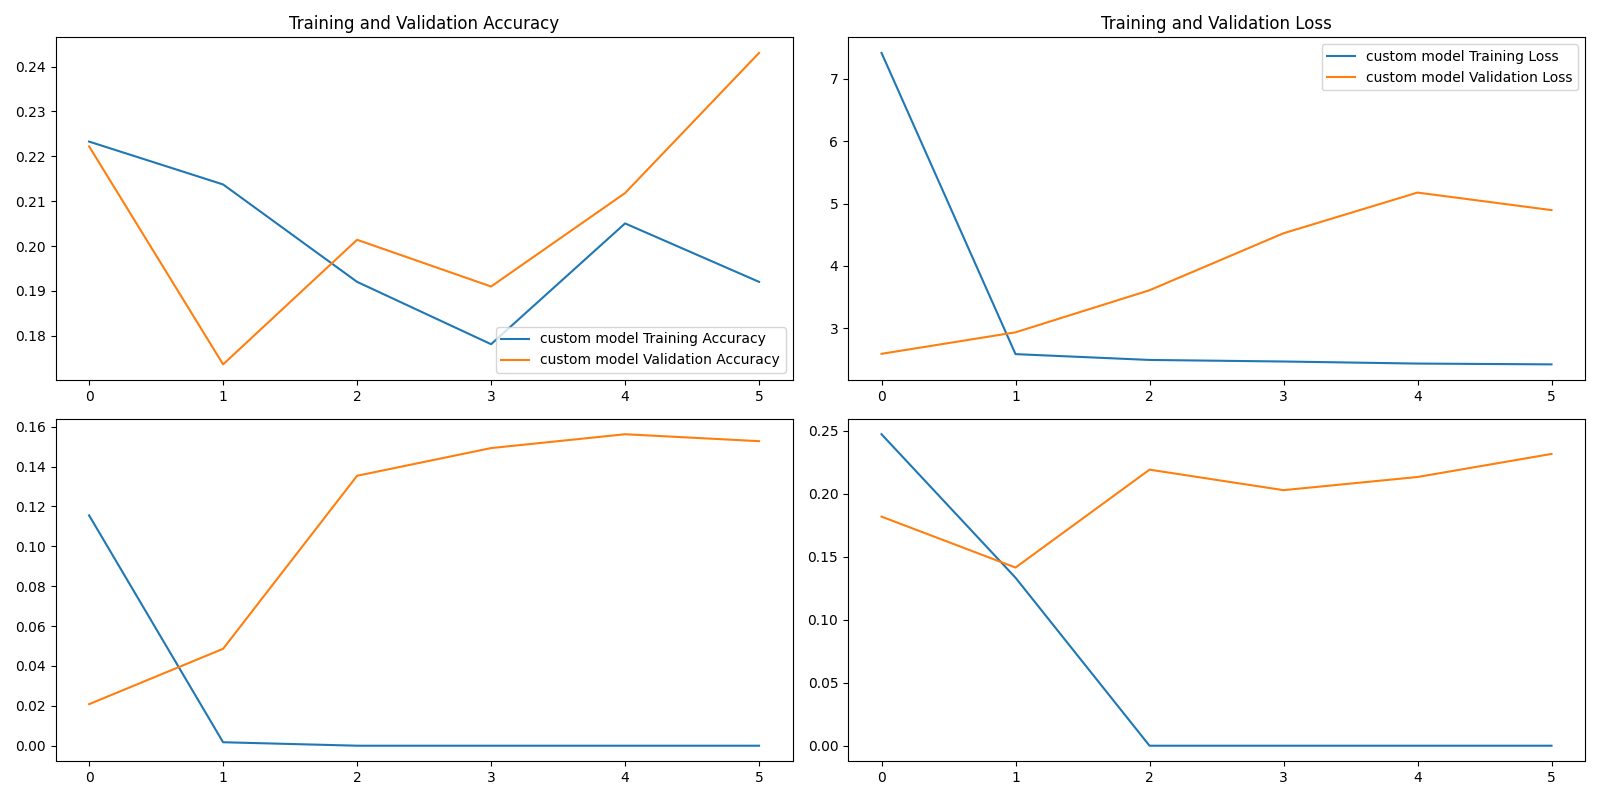 Training and Validation Accuracy
0.24
0.23
0.22
0.21
0.20
0.19
0.18
custom model Training Accuracy
custom model Validation Accuracy
0 1 2 3 4 5
Training and Validation Loss
custom model Training Loss
custom model Validation Loss
7
6
5
4
3
0 1 2 3 4 5
0.16
0.14
0.12
0.10
0.08
0.06
0.04
0.02
0.00
0 1 2 3 4 5
0.25
0.20
0.15
0.10
0.05
0.00
0 1 2 3 4 5